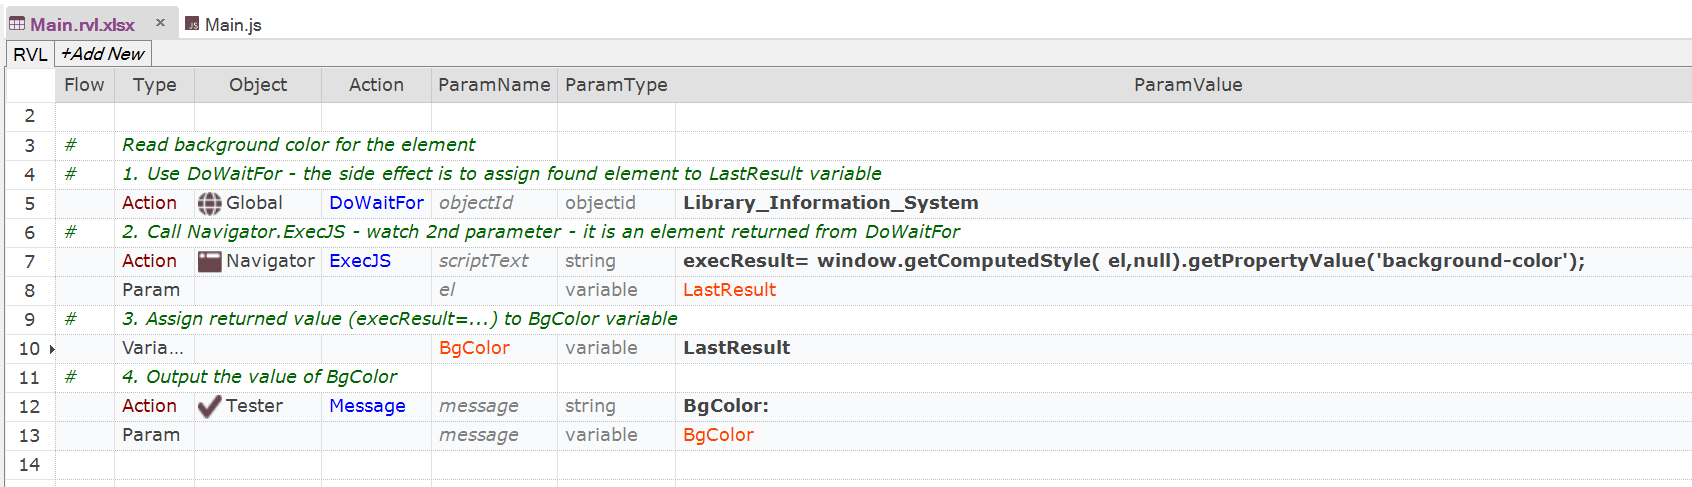 Main.rvl.xlsx × JS Main.js
RVL +Add New
Flow Type Object Action ParamName ParamType ParamValue
2
3 # Read background color for the element
4 # 1. Use DoWaitFor - the side effect is to assign found element to LastResult variable
5 Action Global DoWaitFor objectId objectid Library_Information_System
6 # 2. Call Navigator.ExecJS - watch 2nd parameter - it is an element returned from DoWaitFor
7 Action Navigator ExecJS scriptText string execResult= window.getComputedStyle( el,null).getPropertyValue('background-color');
8 Param el variable LastResult
9 # 3. Assign returned value (execResult=...) to BgColor variable
10 Varia... BgColor variable LastResult
11 # 4. Output the value of BgColor
12 Action Tester Message message string BgColor:
13 Param message variable BgColor
14